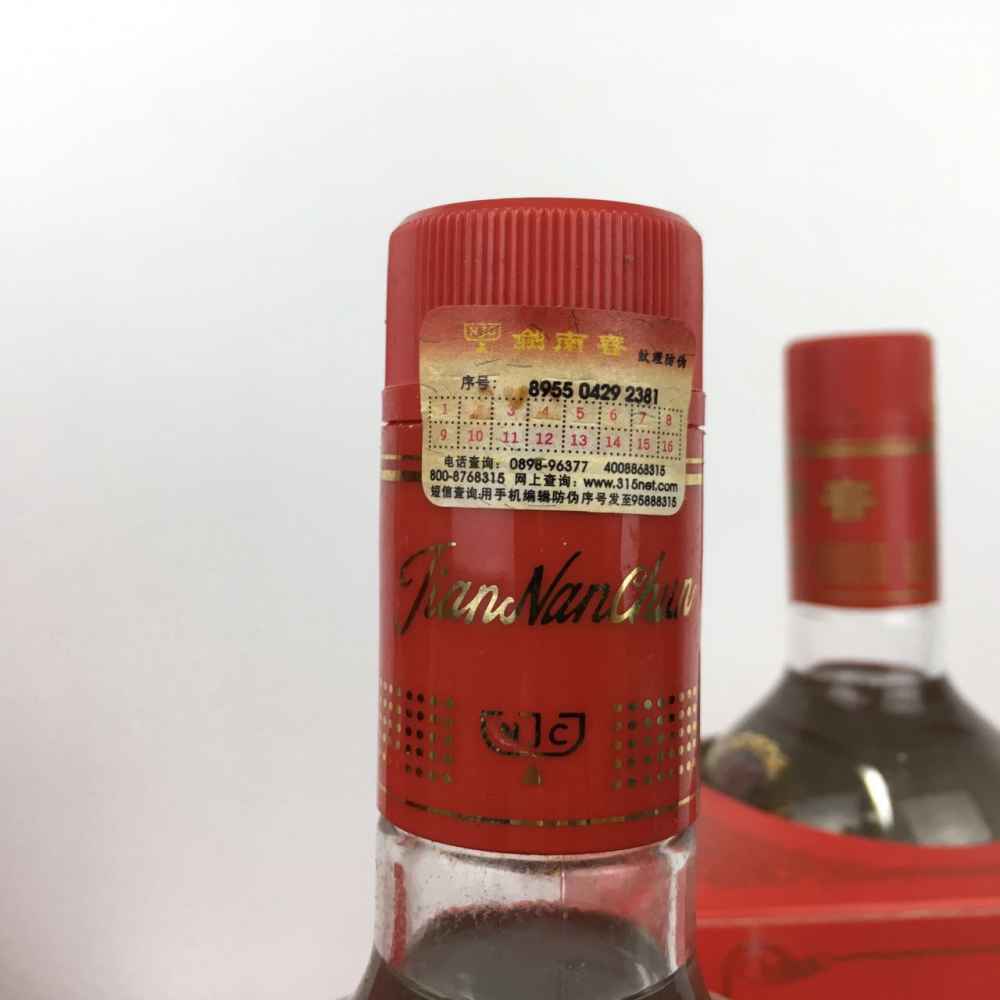 剑南春 纹理防伪
序号: 8955 0429 2381
1 3 4 5 6 7 8
9 10 11 12 13 14 15 16
电话查询: 0898-96377 4008868315
800-8768315 网上查询: www.315net.com
短信查询:用手机编辑防伪序号发至95888315
JianNanChun
春